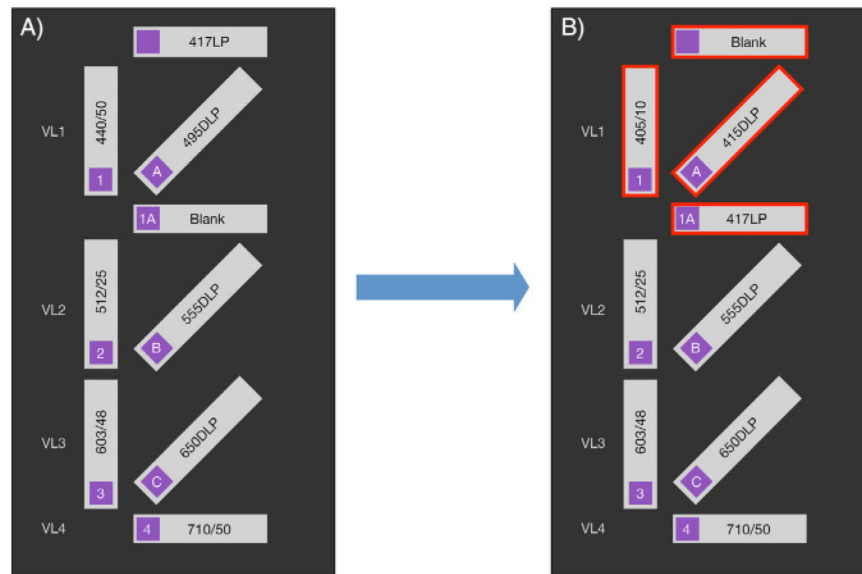 A)
417LP
VL1
440/50
1
495DLP
A
1A
Blank
VL2
512/25
2
555DLP
B
VL3
603/48
3
650DLP
C
VL4
4
710/50
B)
Blank
VL1
405/10
1
415DLP
A
1A
417LP
VL2
512/25
2
555DLP
B
VL3
603/48
3
650DLP
C
VL4
4
710/50